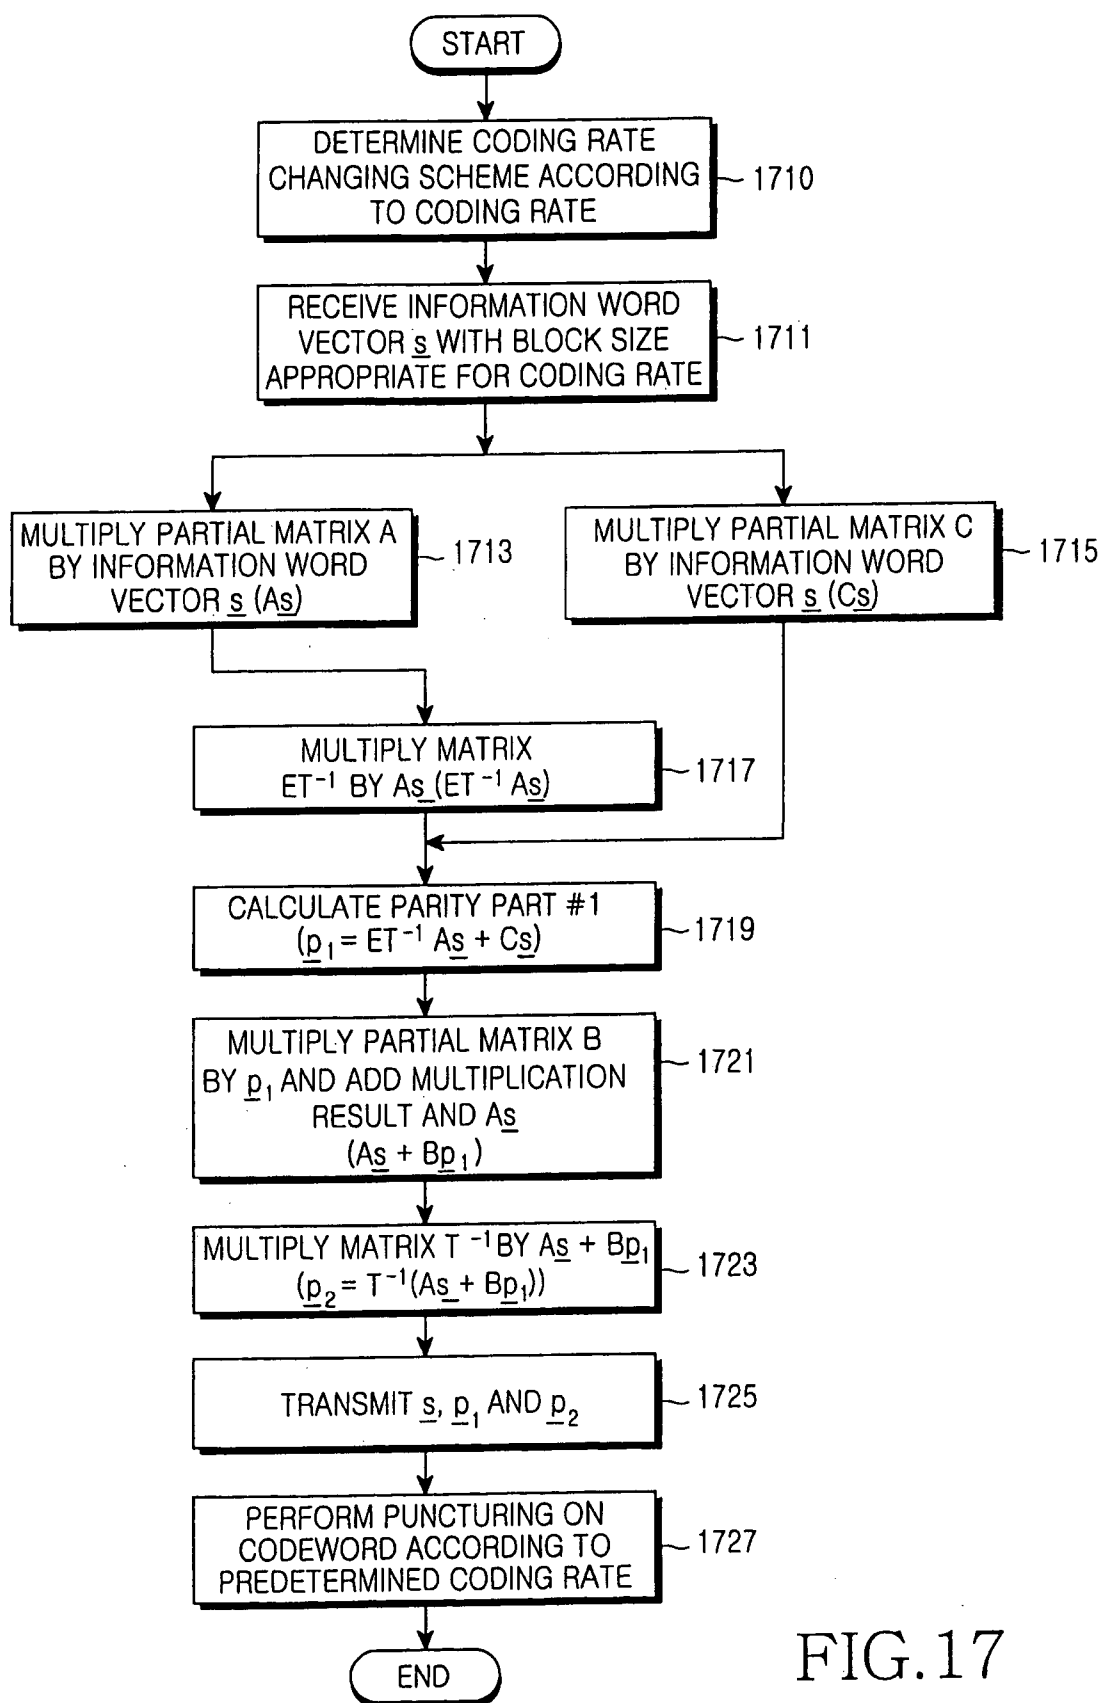 START
DETERMINE CODING RATE
CHANGING SCHEME ACCORDING
TO CODING RATE
1710
RECEIVE INFORMATION WORD
VECTOR s WITH BLOCK SIZE
APPROPRIATE FOR CODING RATE
1711
MULTIPLY PARTIAL MATRIX A
BY INFORMATION WORD
VECTOR s (As)
1713
MULTIPLY PARTIAL MATRIX C
BY INFORMATION WORD
VECTOR s (Cs)
1715
MULTIPLY MATRIX
ET⁻¹ BY As (ET⁻¹ As)
1717
CALCULATE PARITY PART #1
(p₁ = ET⁻¹ As + Cs)
1719
MULTIPLY PARTIAL MATRIX B
BY p₁ AND ADD MULTIPLICATION
RESULT AND As
(As + Bp₁)
1721
MULTIPLY MATRIX T⁻¹ BY As + Bp₁
(p₂ = T⁻¹(As + Bp₁))
1723
TRANSMIT s, p₁ AND p₂
1725
PERFORM PUNCTURING ON
CODEWORD ACCORDING TO
PREDETERMINED CODING RATE
1727
END
FIG.17